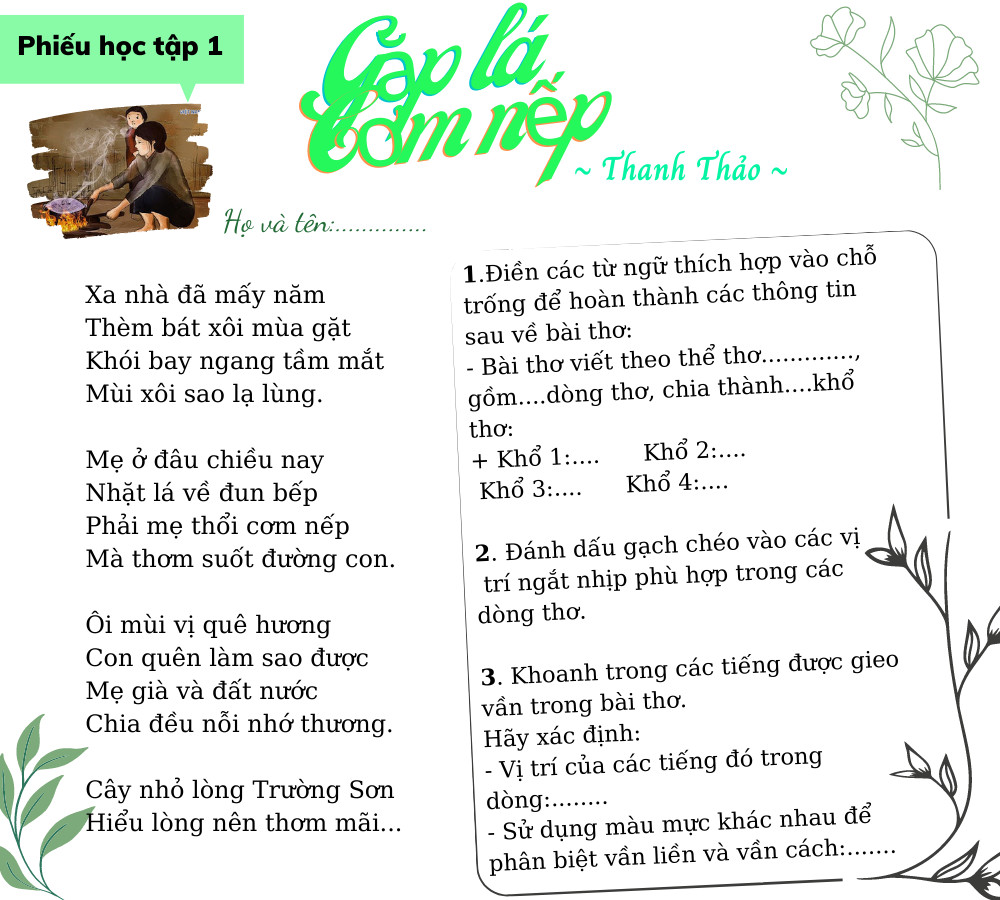 Phiếu học tập 1
Gặp lá
Cơm nếp
~ Thanh Thảo ~
Họ và tên:..............
Xa nhà đã mấy năm
Thèm bát xôi mùa gặt
Khói bay ngang tầm mắt
Mùi xôi sao lạ lùng.
Mẹ ở đâu chiều nay
Nhặt lá về đun bếp
Phải mẹ thổi cơm nếp
Mà thơm suốt đường con.
Ôi mùi vị quê hương
Con quên làm sao được
Mẹ già và đất nước
Chia đều nỗi nhớ thương.
Cây nhỏ lòng Trường Sơn
Hiểu lòng nên thơm mãi...
1.Điền các từ ngữ thích hợp vào chỗ
trống để hoàn thành các thông tin
sau về bài thơ:
- Bài thơ viết theo thể thơ.............,
gồm....dòng thơ, chia thành....khổ
thơ:
+ Khổ 1:.... Khổ 2:....
Khổ 3:.... Khổ 4:....
2. Đánh dấu gạch chéo vào các vị
trí ngắt nhịp phù hợp trong các
dòng thơ.
3. Khoanh trong các tiếng được gieo
vần trong bài thơ.
Hãy xác định:
- Vị trí của các tiếng đó trong
dòng:........
- Sử dụng màu mực khác nhau để
phân biệt vần liền và vần cách:.......